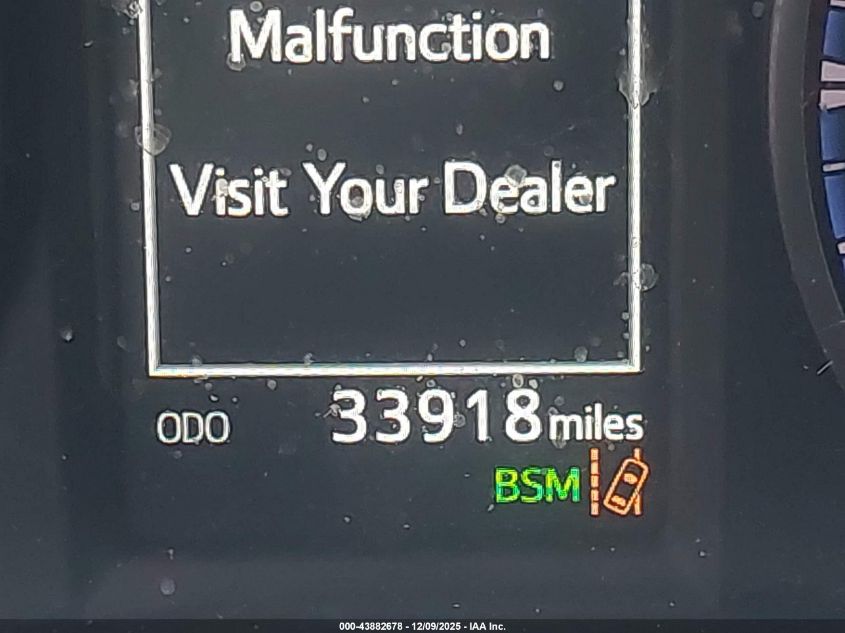 Malfunction
Visit Your Dealer
ODO 33918 miles
BSM
000-43882678 - 12/09/2025 - IAA Inc.